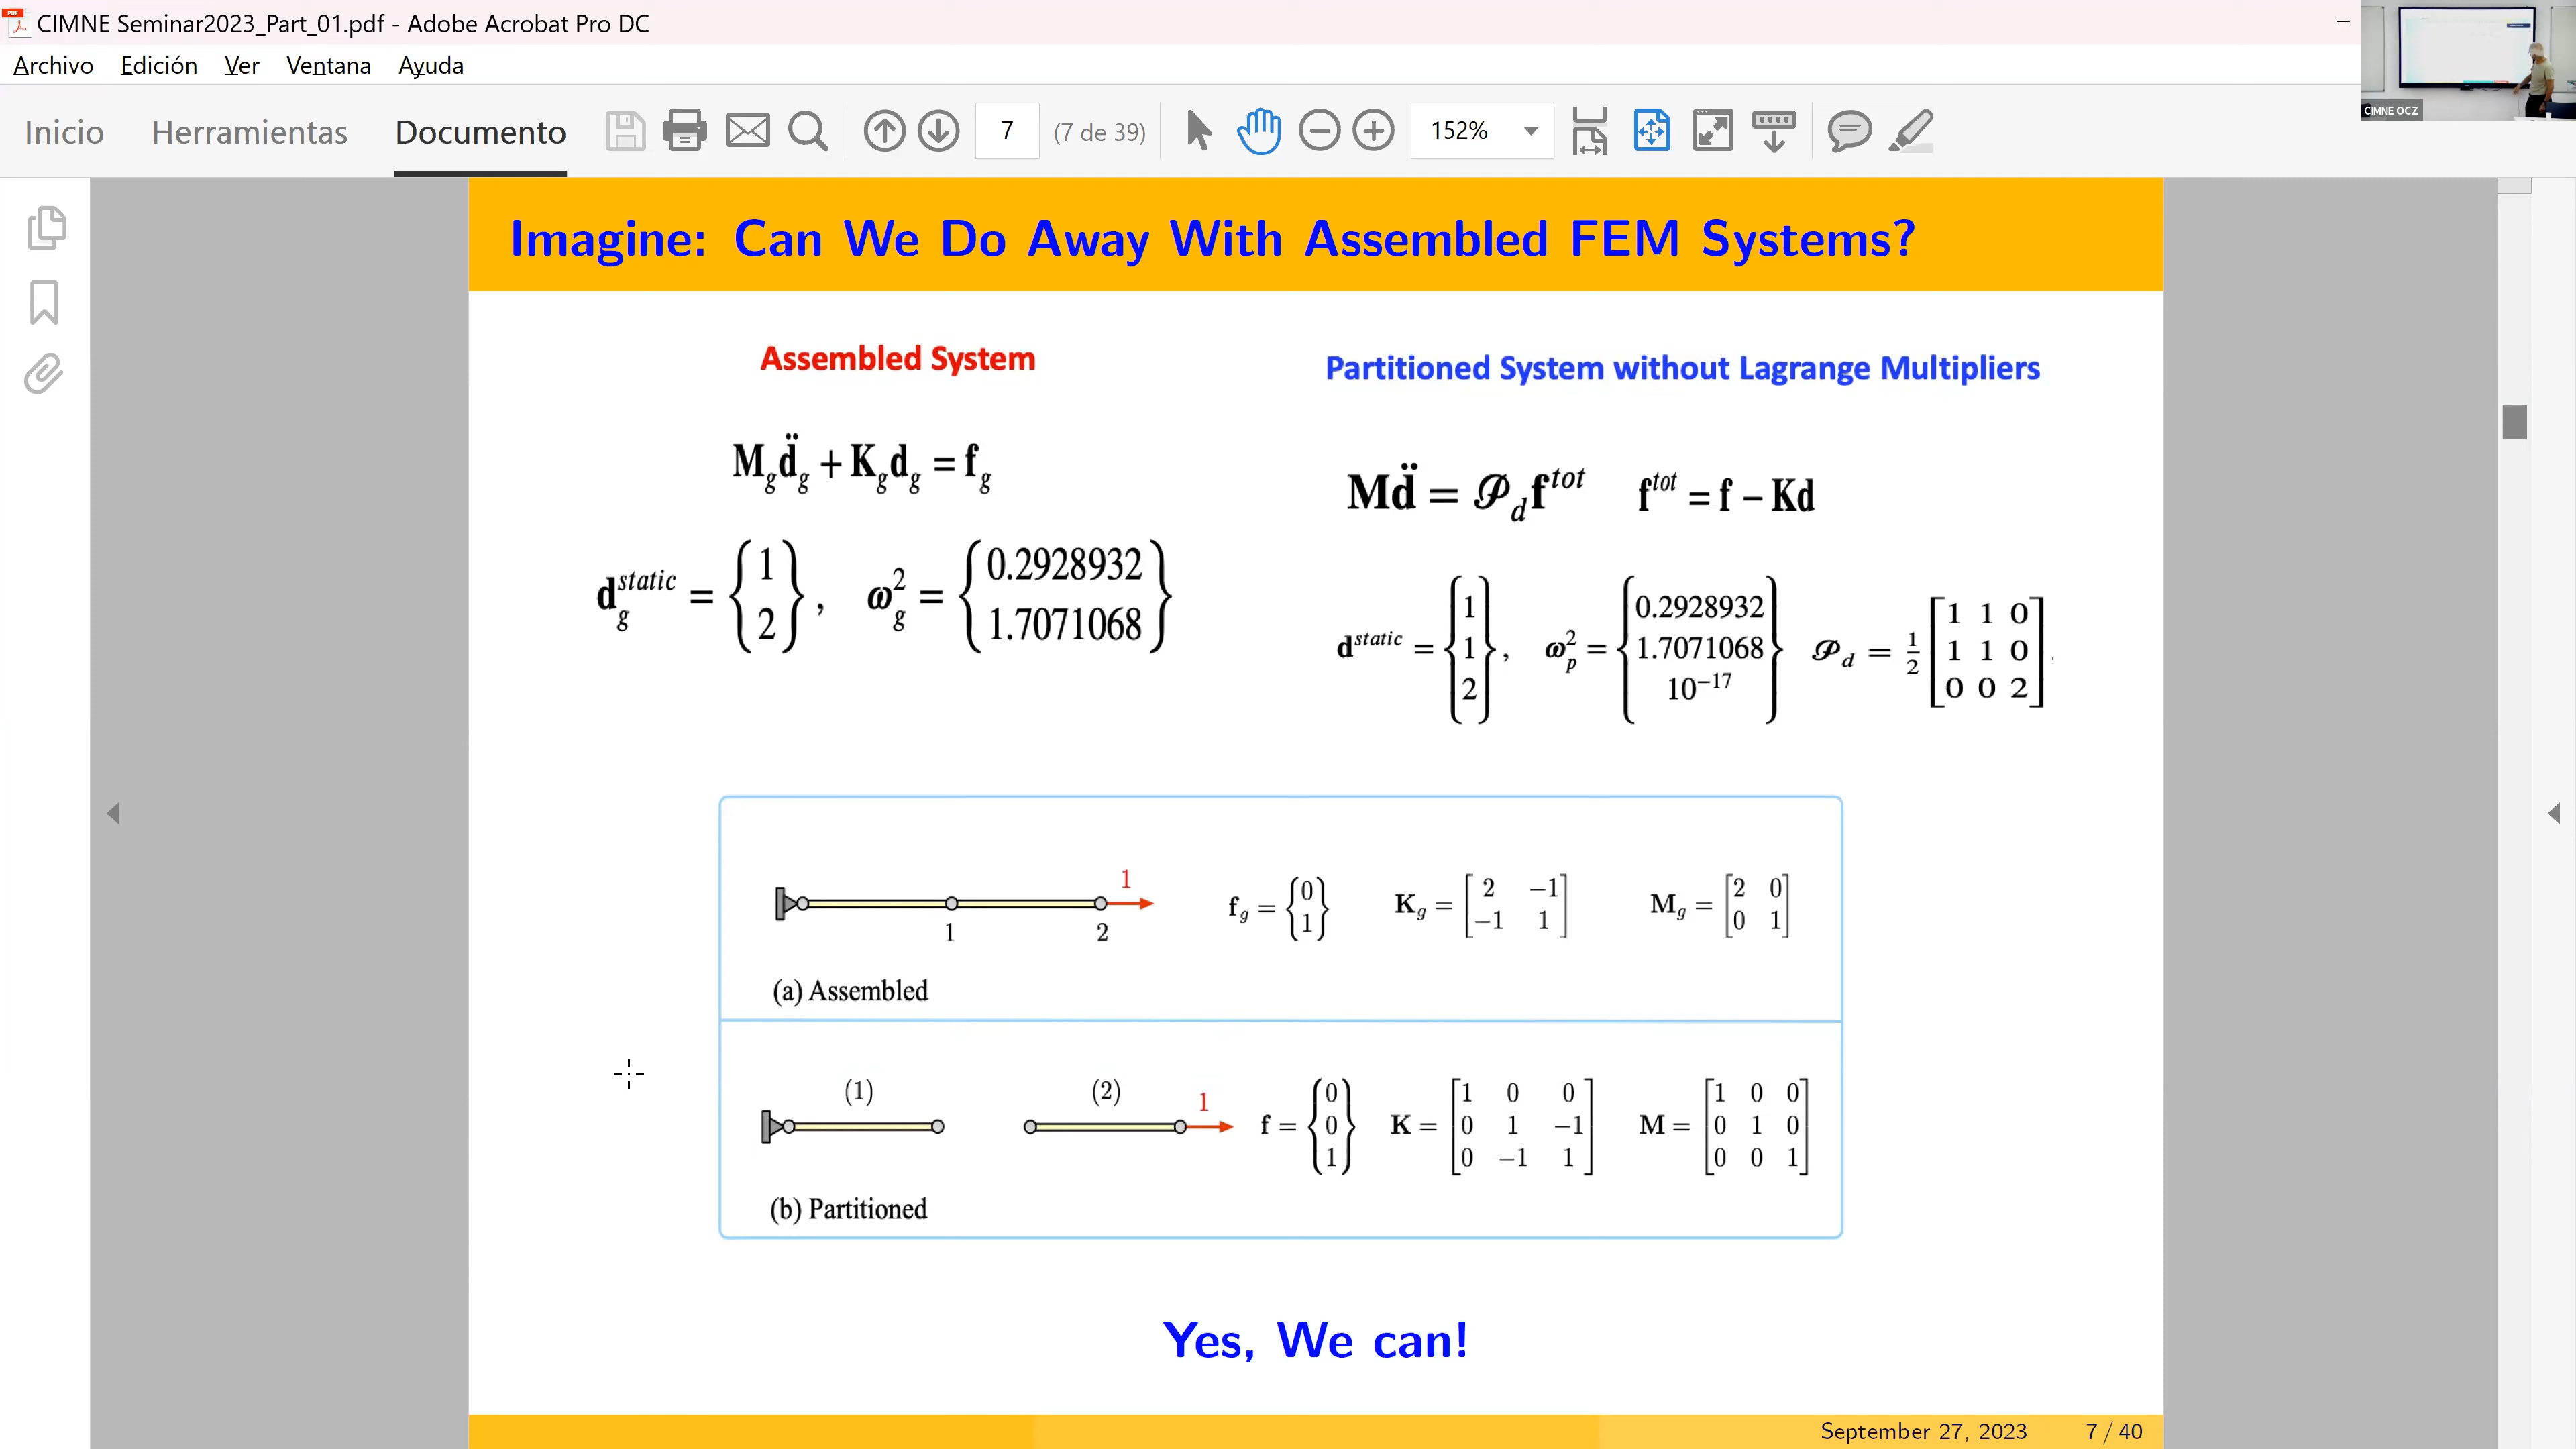 CIMNE Seminar2023_Part_01.pdf - Adobe Acrobat Pro DC
Archivo Edición Ver Ventana Ayuda
Inicio Herramientas Documento 7 (7 de 39) 152%
CIMNE OCZ
Imagine: Can We Do Away With Assembled FEM Systems?
Assembled System
M_g d̈_g + K_g d_g = f_g
d_g^{static} = {1 2}, ω_g^2 = {0.2928932 1.7071068}
Partitioned System without Lagrange Multipliers
Md̈ = 𝒫_d f^{tot} f^{tot} = f − Kd
d^{static} = {1 1 2}, ω_p^2 = {0.2928932 1.7071068 10^{−17}} 𝒫_d = 1/2 [1 1 0; 1 1 0; 0 0 2]
1
1 2
f_g = {0 1} K_g = [2 −1; −1 1] M_g = [2 0; 0 1]
(a) Assembled
(1) (2) 1
f = {0 0 1} K = [1 0 0; 0 1 −1; 0 −1 1] M = [1 0 0; 0 1 0; 0 0 1]
(b) Partitioned
Yes, We can!
September 27, 2023 7 / 40